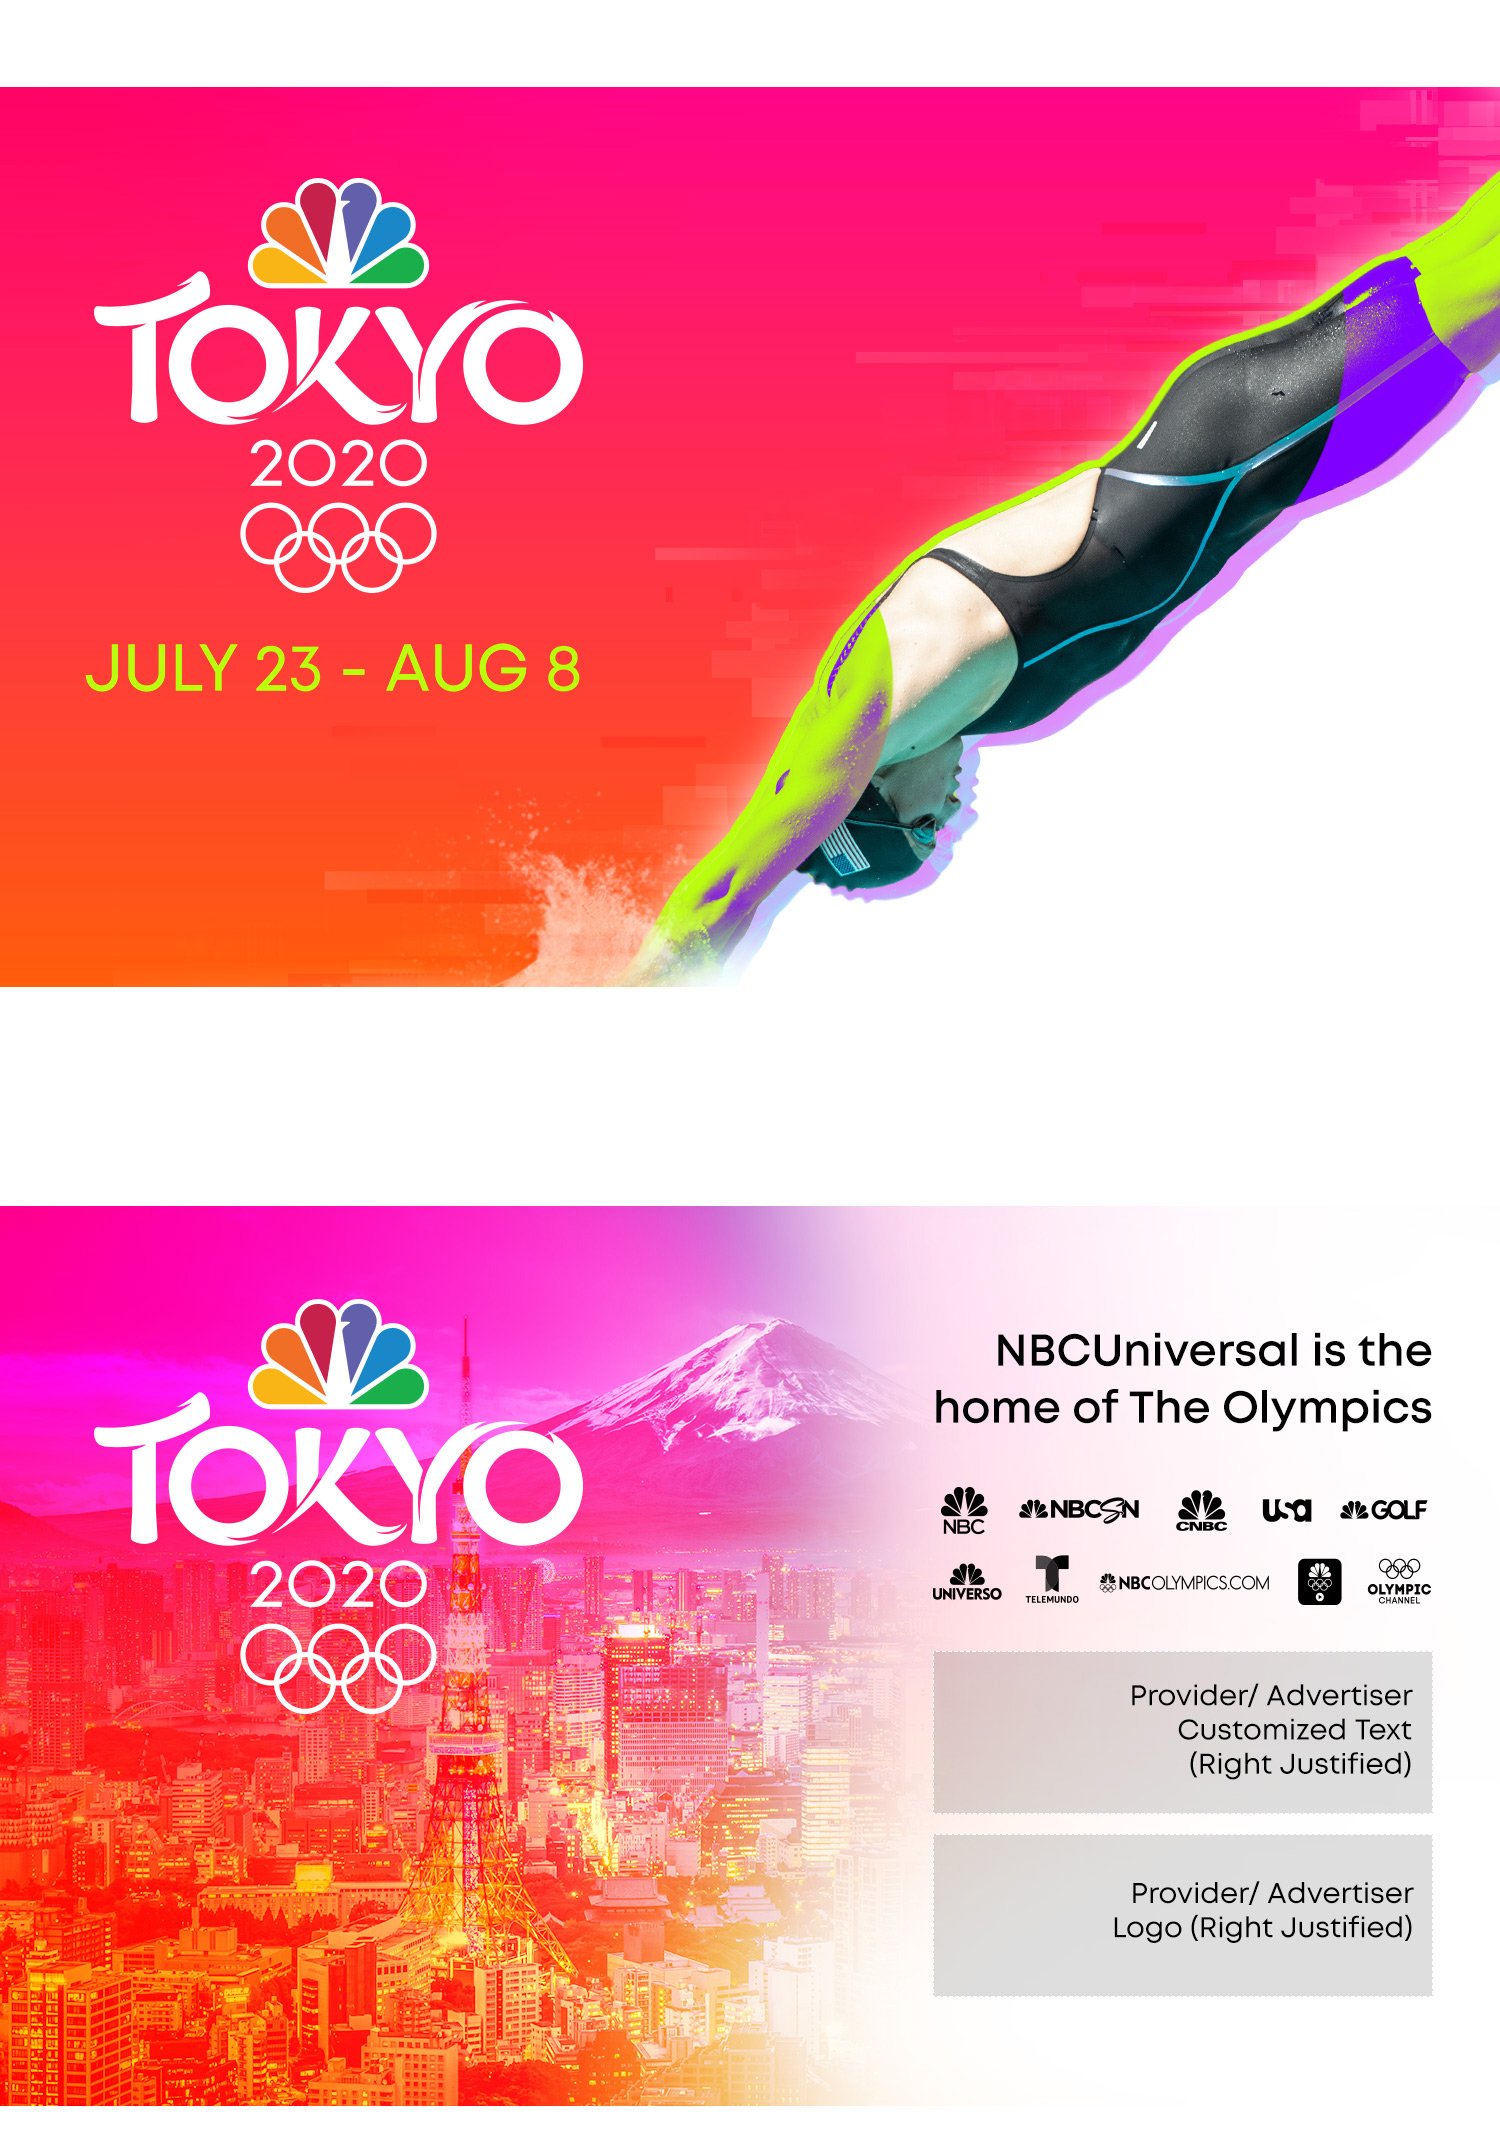 TOKYO
2020
JULY 23 - AUG 8
TOKYO
2020
NBCUniversal is the
home of The Olympics
NBC NBCSN CNBC USA GOLF
UNIVERSO TELEMUNDO NBCOLYMPICS.COM OLYMPIC CHANNEL
Provider/ Advertiser
Customized Text
(Right Justified)
Provider/ Advertiser
Logo (Right Justified)